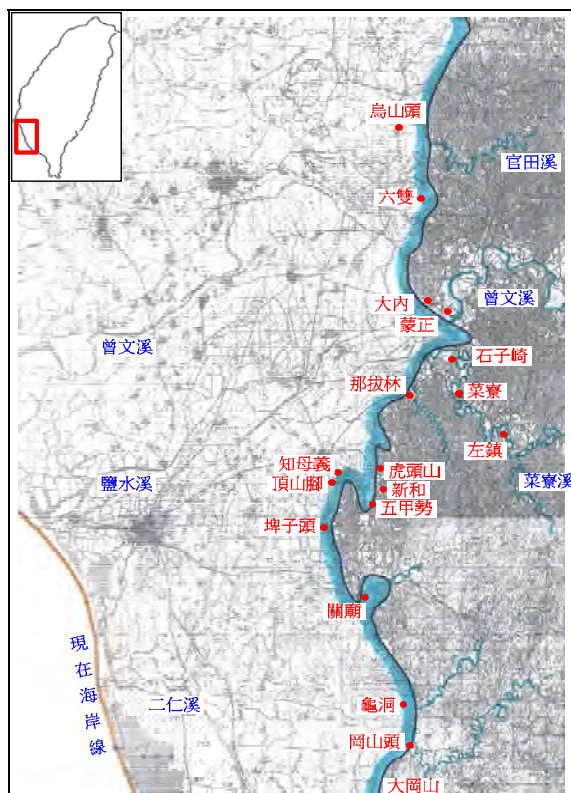 烏山頭
官田溪
六雙
大內
曾文溪
蒙正
曾文溪
石子崎
那拔林
菜寮
左鎮
知母義
虎頭山
菜寮溪
鹽水溪
頂山腳
新和
五甲勢
埤子頭
關廟
現在海岸線
二仁溪
龜洞
岡山頭
大岡山